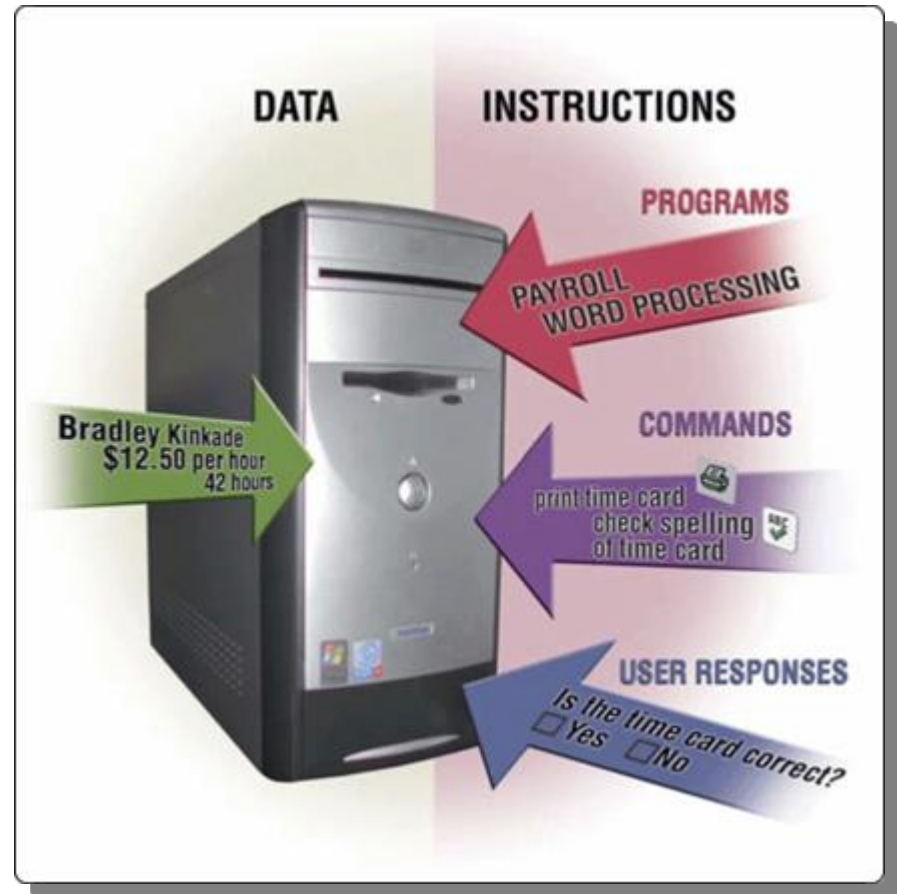 DATA
INSTRUCTIONS
PROGRAMS
PAYROLL
WORD PROCESSING
Bradley Kinkade
$12.50 per hour
42 hours
COMMANDS
print time card
check spelling
of time card
ABC
USER RESPONSES
Is the time card correct?
Yes No